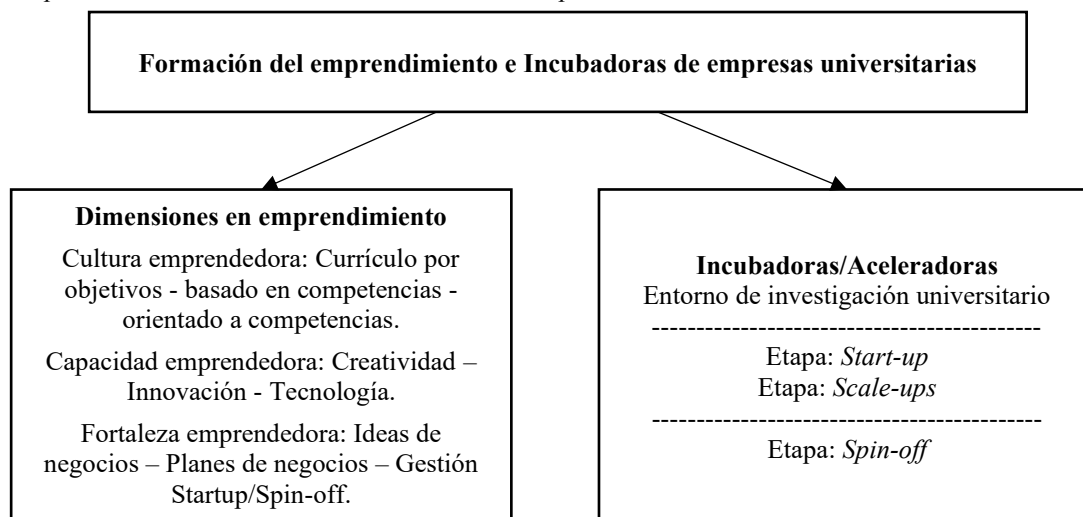 Formación del emprendimiento e Incubadoras de empresas universitarias
Dimensiones en emprendimiento
Cultura emprendedora: Currículo por
objetivos - basado en competencias -
orientado a competencias.
Capacidad emprendedora: Creatividad –
Innovación - Tecnología.
Fortaleza emprendedora: Ideas de
negocios – Planes de negocios – Gestión
Startup/Spin-off.
Incubadoras/Aceleradoras
Entorno de investigación universitario
-------------------------------------------
Etapa: Start-up
Etapa: Scale-ups
-------------------------------------------
Etapa: Spin-off